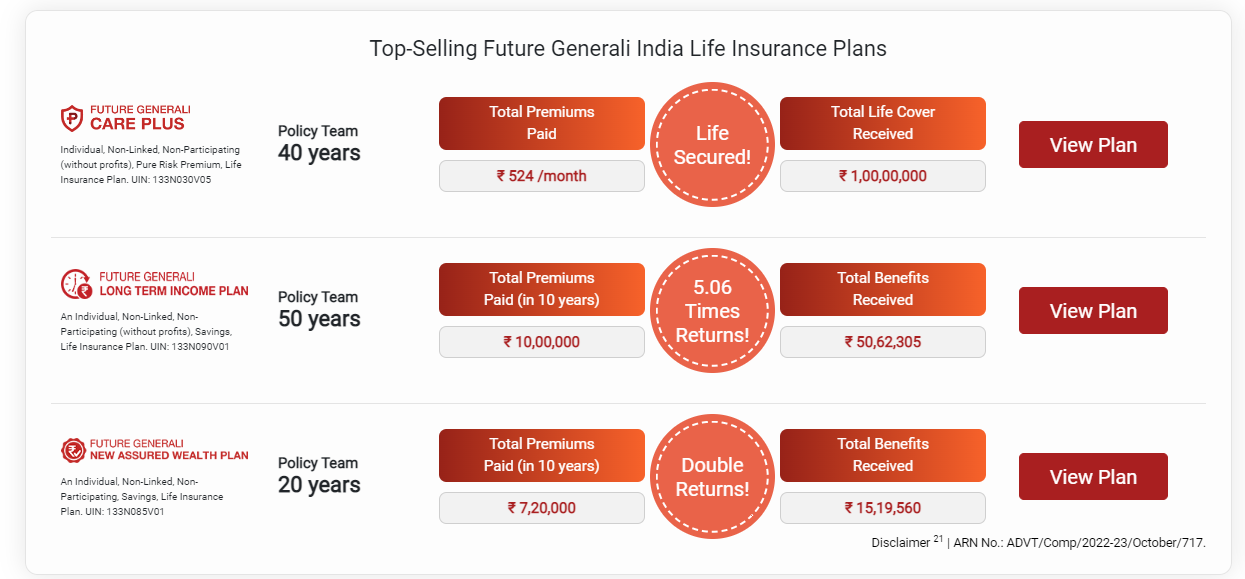 Top-Selling Future Generali India Life Insurance Plans
FUTURE GENERALI
CARE PLUS
Individual, Non-Linked, Non-Participating
(without profits), Pure Risk Premium, Life
Insurance Plan. UIN: 133N030V05
Policy Team
40 years
Total Premiums
Paid
₹ 524 /month
Life
Secured!
Total Life Cover
Received
₹ 1,00,00,000
View Plan
FUTURE GENERALI
LONG TERM INCOME PLAN
An Individual, Non-Linked, Non-
Participating (without profits), Savings,
Life Insurance Plan. UIN: 133N090V01
Policy Team
50 years
Total Premiums
Paid (in 10 years)
₹ 10,00,000
5.06
Times
Returns!
Total Benefits
Received
₹ 50,62,305
View Plan
FUTURE GENERALI
NEW ASSURED WEALTH PLAN
An Individual, Non-Linked, Non-
Participating, Savings, Life Insurance
Plan. UIN: 133N085V01
Policy Team
20 years
Total Premiums
Paid (in 10 years)
₹ 7,20,000
Double
Returns!
Total Benefits
Received
₹ 15,19,560
View Plan
Disclaimer 21 | ARN No.: ADVT/Comp/2022-23/October/717.